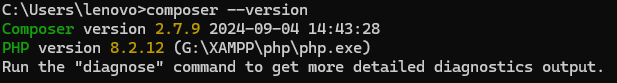 C:\Users\lenovo>composer --version
Composer version 2.7.9 2024-09-04 14:43:28
PHP version 8.2.12 (G:\XAMPP\php\php.exe)
Run the "diagnose" command to get more detailed diagnostics output.